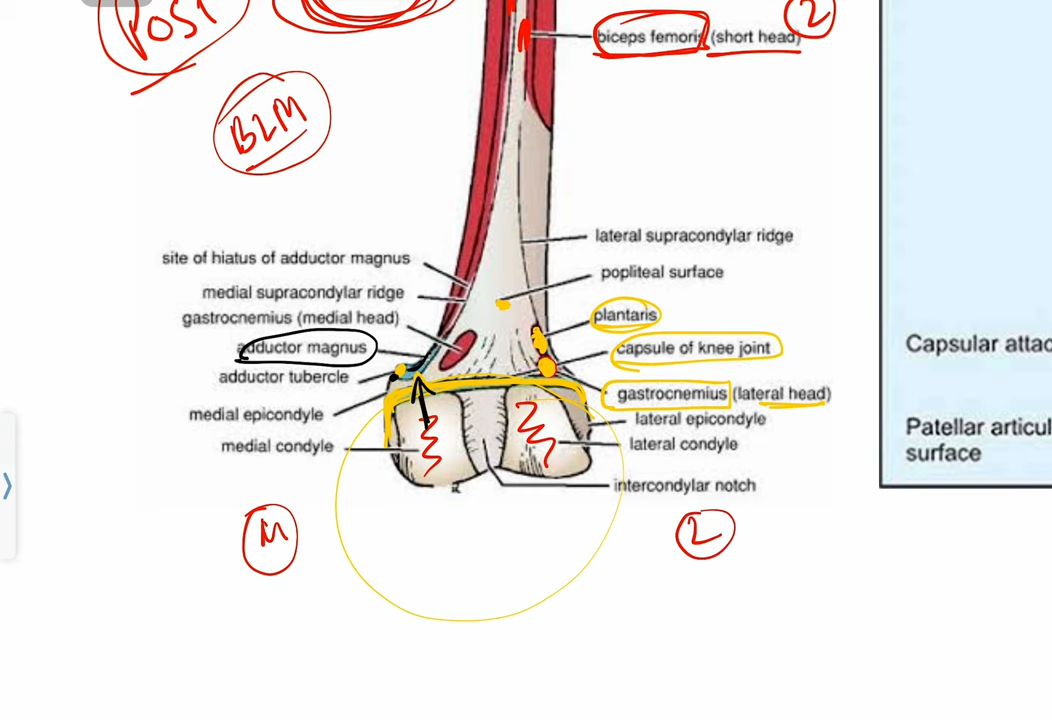 POST
2
biceps femoris (short head)
BLM
lateral supracondylar ridge
site of hiatus of adductor magnus
popliteal surface
medial supracondylar ridge
gastrocnemius (medial head)
plantaris
adductor magnus
capsule of knee joint
Capsular attac
adductor tubercle
gastrocnemius (lateral head)
medial epicondyle
lateral epicondyle
Patellar articul
surface
medial condyle
lateral condyle
intercondylar notch
M
L